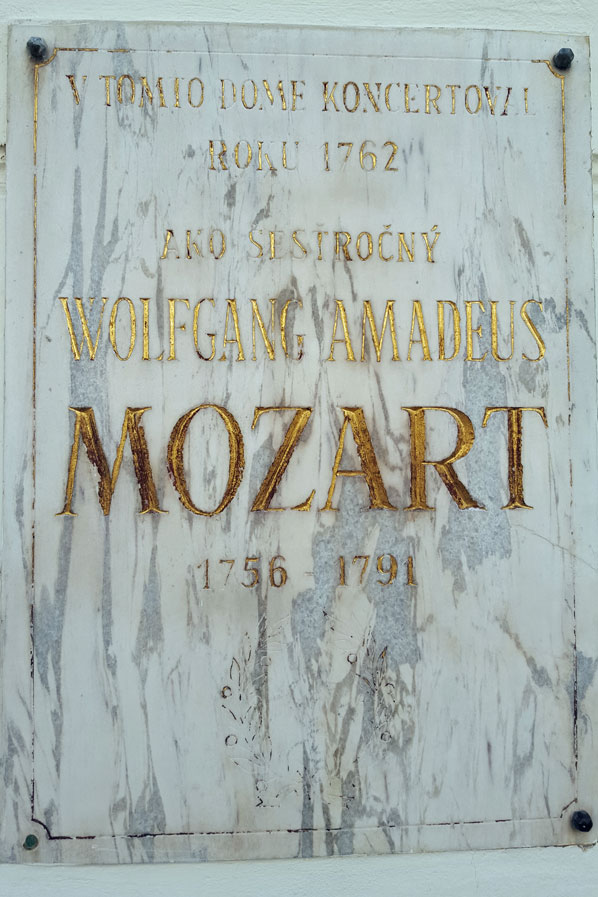 V TOMTO DOME KONCERTOVAL
ROKU 1762
AKO ŠESŤROČNÝ
WOLFGANG AMADEUS
MOZART
1756 - 1791